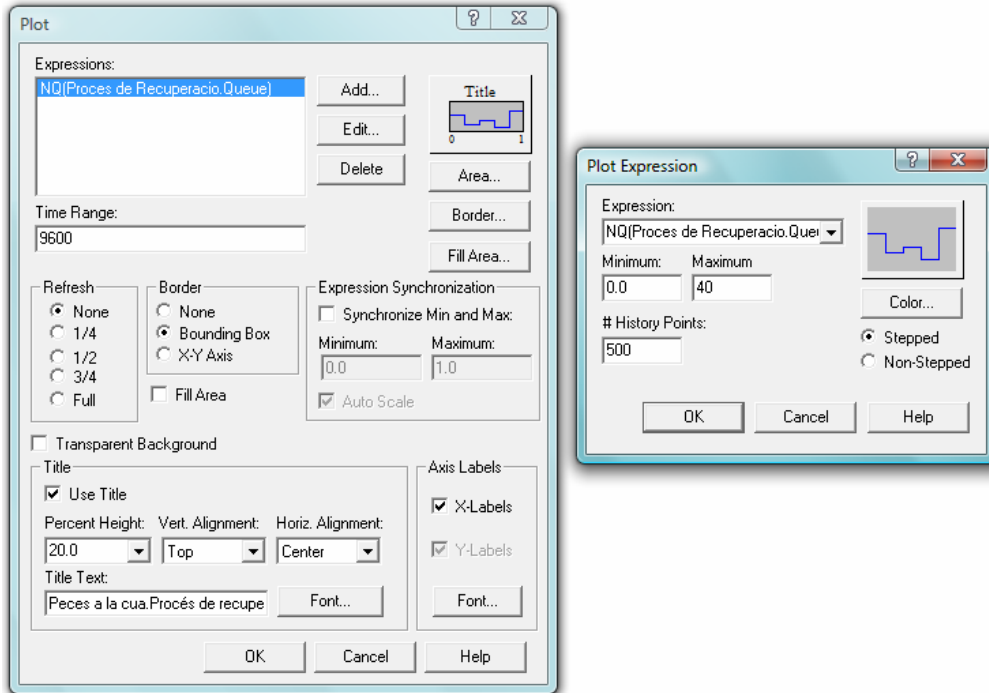 Plot
Expressions:
NQ(Proces de Recuperacio.Queue)
Add...
Edit...
Delete
Title
0 1
Area...
Border...
Fill Area...
Time Range:
9600
Refresh
None
1/4
1/2
3/4
Full
Border
None
Bounding Box
X-Y Axis
Fill Area
Expression Synchronization
Synchronize Min and Max:
Minimum: Maximum:
0.0 1.0
Auto Scale
Transparent Background
Title
Use Title
Percent Height: Vert. Alignment: Horiz. Alignment:
20.0 Top Center
Title Text:
Peces a la cua.Procés de recupe
Font...
Axis Labels
X-Labels
Y-Labels
Font...
OK Cancel Help
Plot Expression
Expression:
NQ(Proces de Recuperacio.Que
Minimum: Maximum
0.0 40
# History Points:
500
Color...
Stepped
Non-Stepped
OK Cancel Help